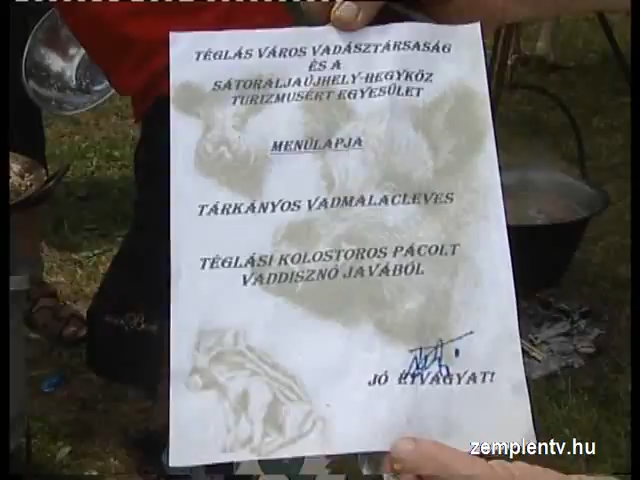 TÉGLÁS VÁROS VADÁSZTÁRSASÁG
ÉS A
SÁTORALJAÚJHELY-HEGYKÖZ
TURIZMUSÉRT EGYESÜLET
MENÜLAPJA
TÁRKÁNYOS VADMALACLEVES
TÉGLÁSI KOLOSTOROS PÁCOLT
VADDISZNÓ JAVÁBÓL
JÓ ÉTVÁGYAT!
zemplentv.hu